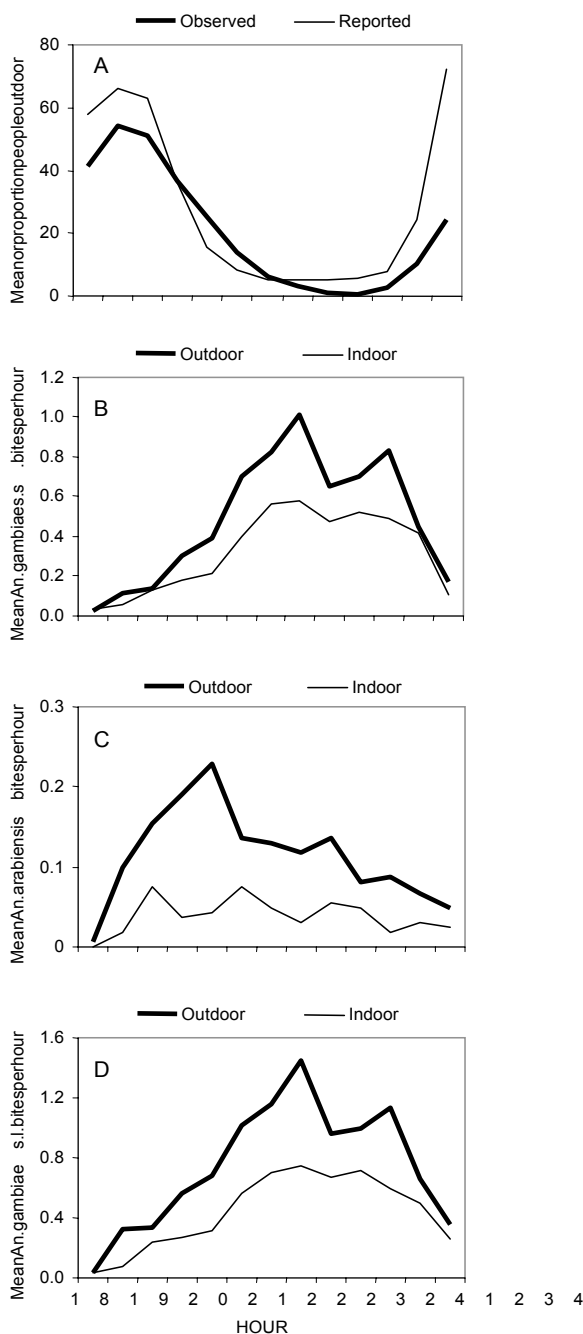 Observed Reported
A
80
60
40
20
0
Meanorproportionpeopleoutdoor
Outdoor Indoor
B
1.2
1.0
0.8
0.6
0.4
0.2
0.0
MeanAn.gambiaes.s .bitesperhour
Outdoor Indoor
C
0.3
0.2
0.1
0
MeanAn.arabiensis bitesperhour
Outdoor Indoor
D
1.6
1.2
0.8
0.4
0.0
MeanAn.gambiae s.l.bitesperhour
1 8 1 9 2 0 2 1 2 2 3 2 4 1 2 3 4
HOUR